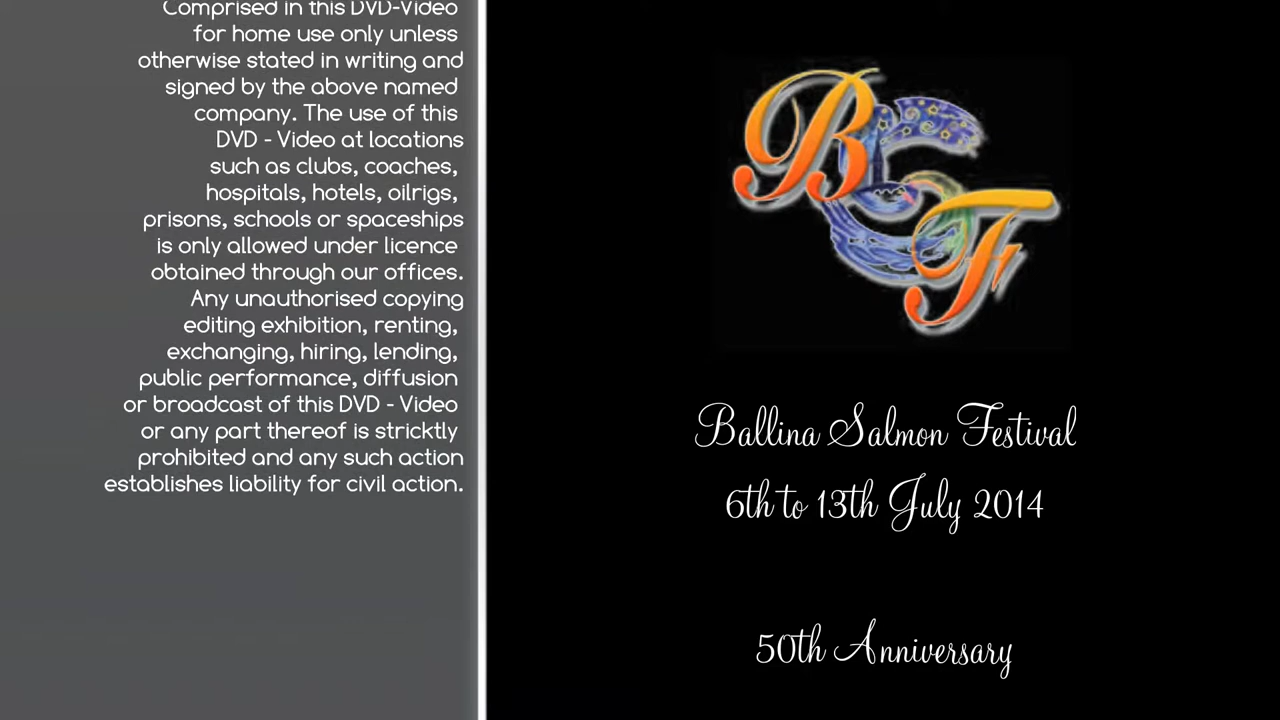 Comprised in this DVD-Video
for home use only unless
otherwise stated in writing and
signed by the above named
company. The use of this
DVD - Video at locations
such as clubs, coaches,
hospitals, hotels, oilrigs,
prisons, schools or spaceships
is only allowed under licence
obtained through our offices.
Any unauthorised copying
editing exhibition, renting,
exchanging, hiring, lending,
public performance, diffusion
or broadcast of this DVD - Video
or any part thereof is stricktly
prohibited and any such action
establishes liability for civil action.
B
F
Ballina Salmon Festival
6th to 13th July 2014
50th Anniversary